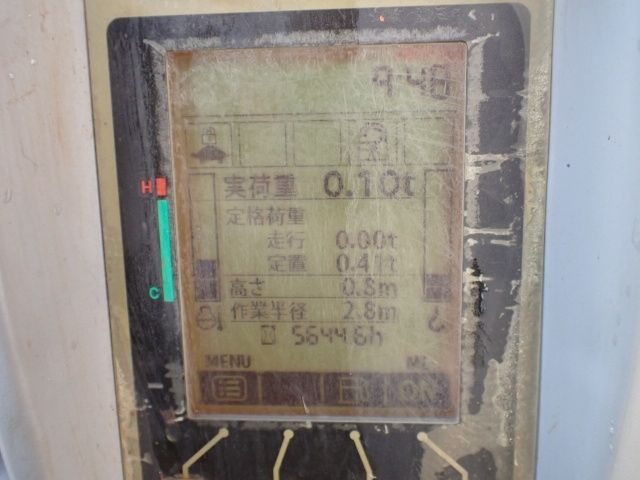 9:48
実荷重 0.10t
定格荷重
走行 0.00t
定置 0.41t
高さ 0.8m
作業半径 2.8m
5644.6h
MENU
ON
H
C